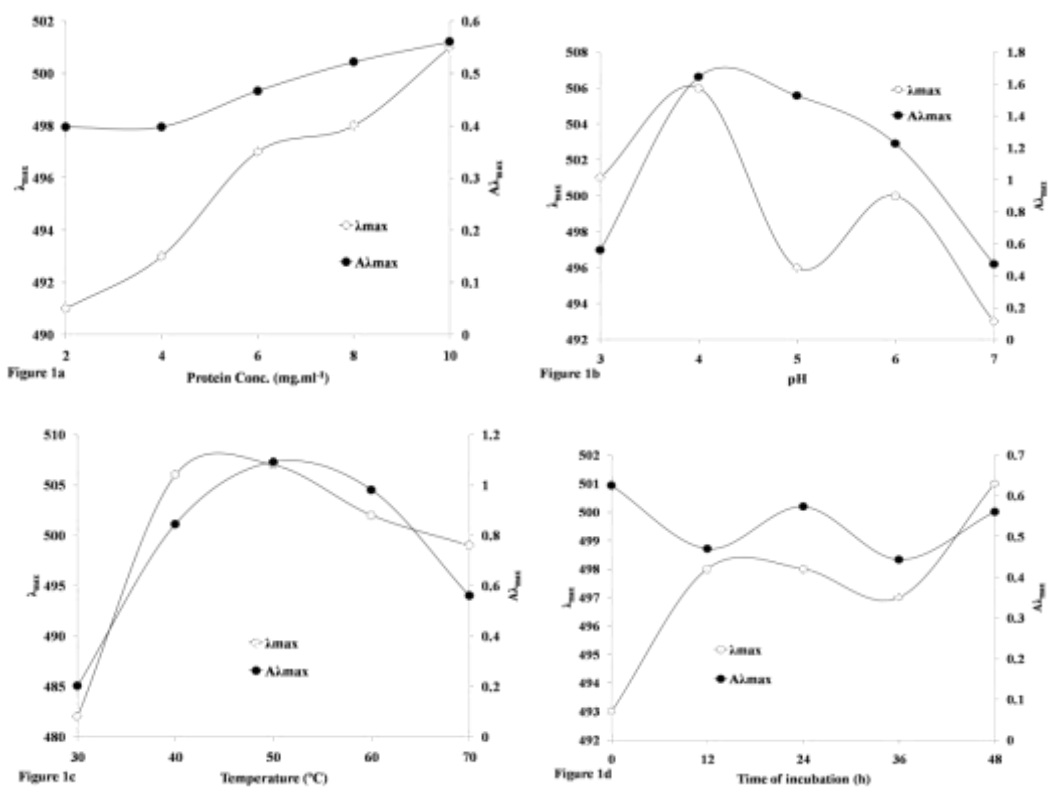 502
500
498
496
493
491
490
λmax
0.6
0.5
0.4
0.3
0.2
0.1
0
Aλmax
λmax
Aλmax
2 4 6 8 10
Figure 1a
Protein Conc. (mg.ml⁻¹)
508
506
504
502
500
498
496
494
492
λmax
1.8
1.6
1.4
1.2
1
0.8
0.6
0.4
0.2
0
Aλmax
λmax
Aλmax
3 4 5 6 7
Figure 1b
pH
510
505
500
495
490
485
480
λmax
1.2
1
0.8
0.6
0.4
0.2
0
Aλmax
λmax
Aλmax
30 40 50 60 70
Figure 1c
Temperature (°C)
502
501
500
499
498
497
496
495
494
493
492
λmax
0.7
0.6
0.5
0.4
0.3
0.2
0.1
0
Aλmax
λmax
Aλmax
0 12 24 36 48
Figure 1d
Time of incubation (h)